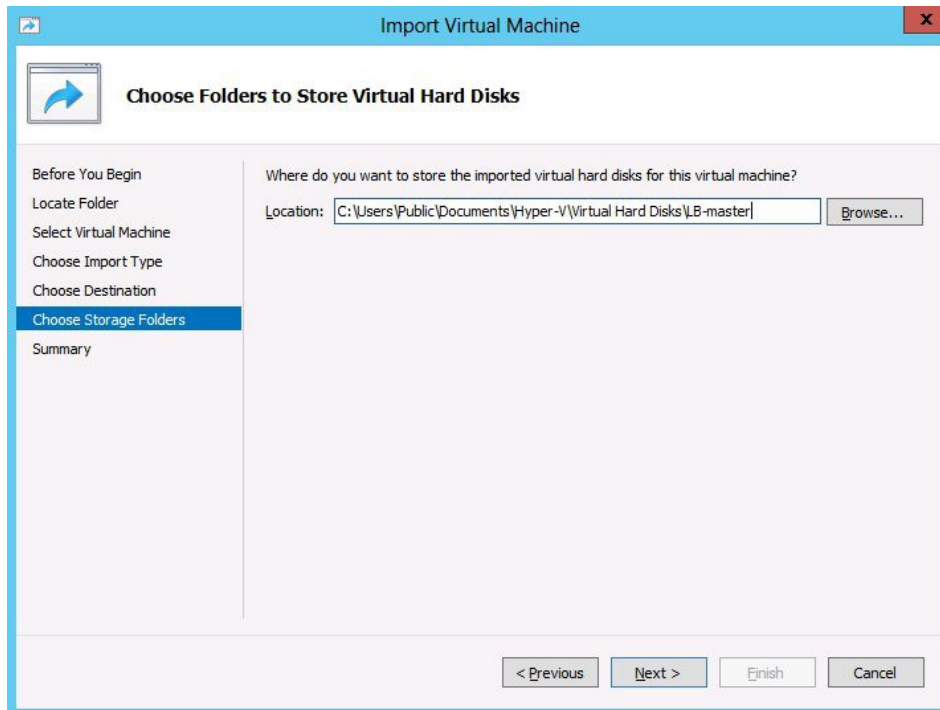 Import Virtual Machine
x
Choose Folders to Store Virtual Hard Disks
Before You Begin
Locate Folder
Select Virtual Machine
Choose Import Type
Choose Destination
Choose Storage Folders
Summary
Where do you want to store the imported virtual hard disks for this virtual machine?
Location: C:\Users\Public\Documents\Hyper-V\Virtual Hard Disks\LB-master Browse...
< Previous Next > Finish Cancel